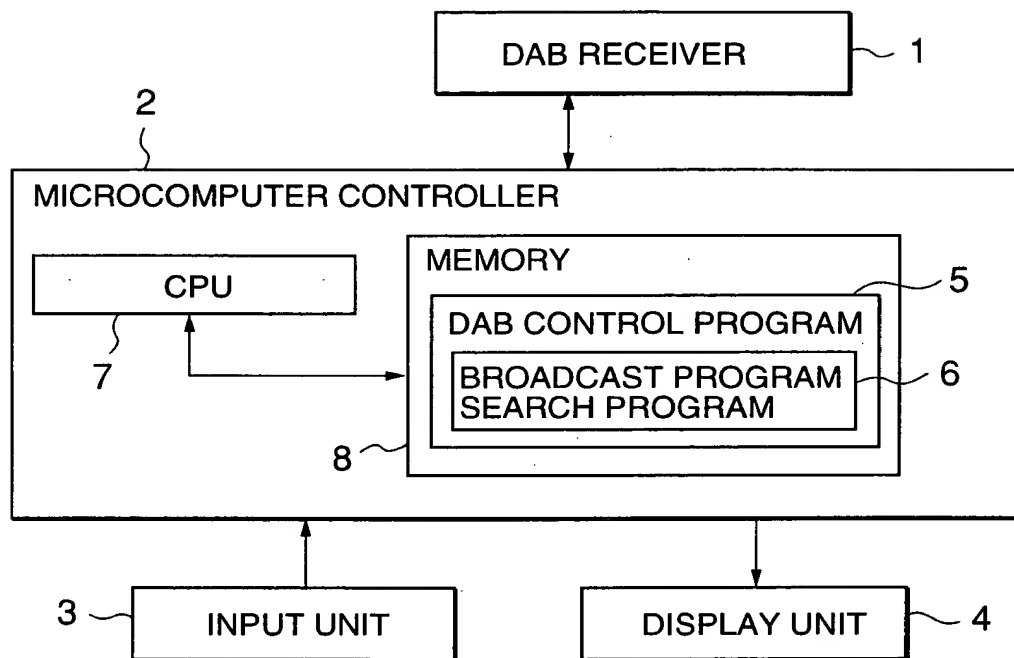 DAB RECEIVER
1
2
MICROCOMPUTER CONTROLLER
CPU
7
MEMORY
5
DAB CONTROL PROGRAM
BROADCAST PROGRAM
SEARCH PROGRAM
6
8
3
INPUT UNIT
DISPLAY UNIT
4